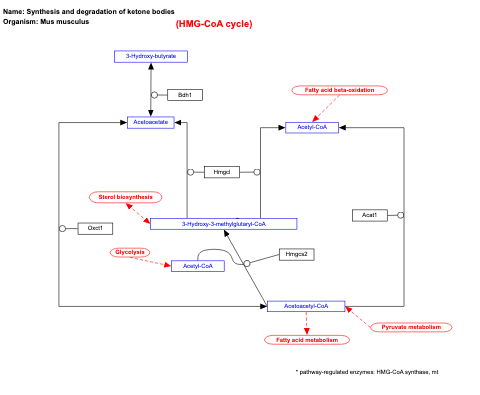 Name: Synthesis and degradation of ketone bodies
Organism: Mus musculus
(HMG-CoA cycle)
3-Hydroxy-butyrate
Fatty acid beta-oxidation
Bdh1
Acetoacetate
Acetyl-CoA
Hmgcl
Sterol biosynthesis
Acat1
3-Hydroxy-3-methylglutaryl-CoA
Oxct1
Glycolysis
Hmgcs2
Acetyl-CoA
Acetoacetyl-CoA
Pyruvate metabolism
Fatty acid metabolism
* pathway-regulated enzymes: HMG-CoA synthase, mt